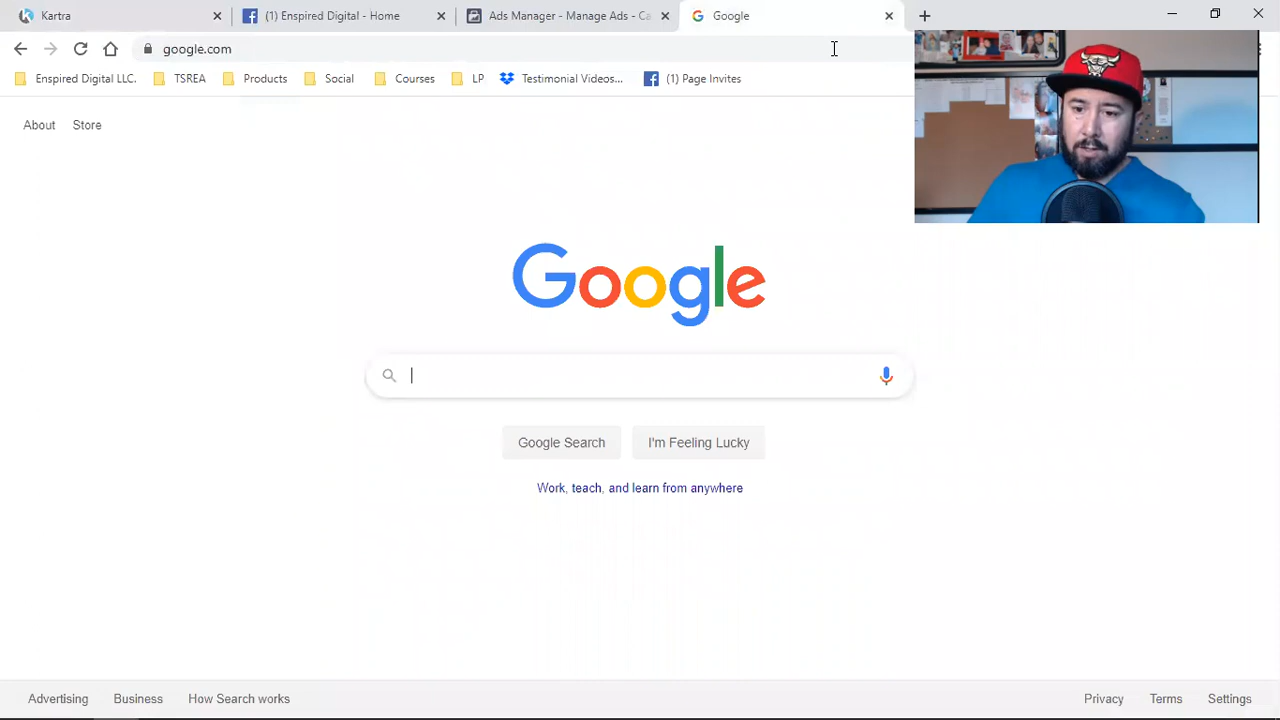 Kartra
(1) Enspired Digital - Home
Ads Manager - Manage Ads - Ca
Google
google.com
Enspired Digital LLC.
TSREA
Products
Courses
LP
Testimonial Videos...
(1) Page Invites
About
Store
Google
Google Search
I'm Feeling Lucky
Work, teach, and learn from anywhere
Advertising
Business
How Search works
Privacy
Terms
Settings